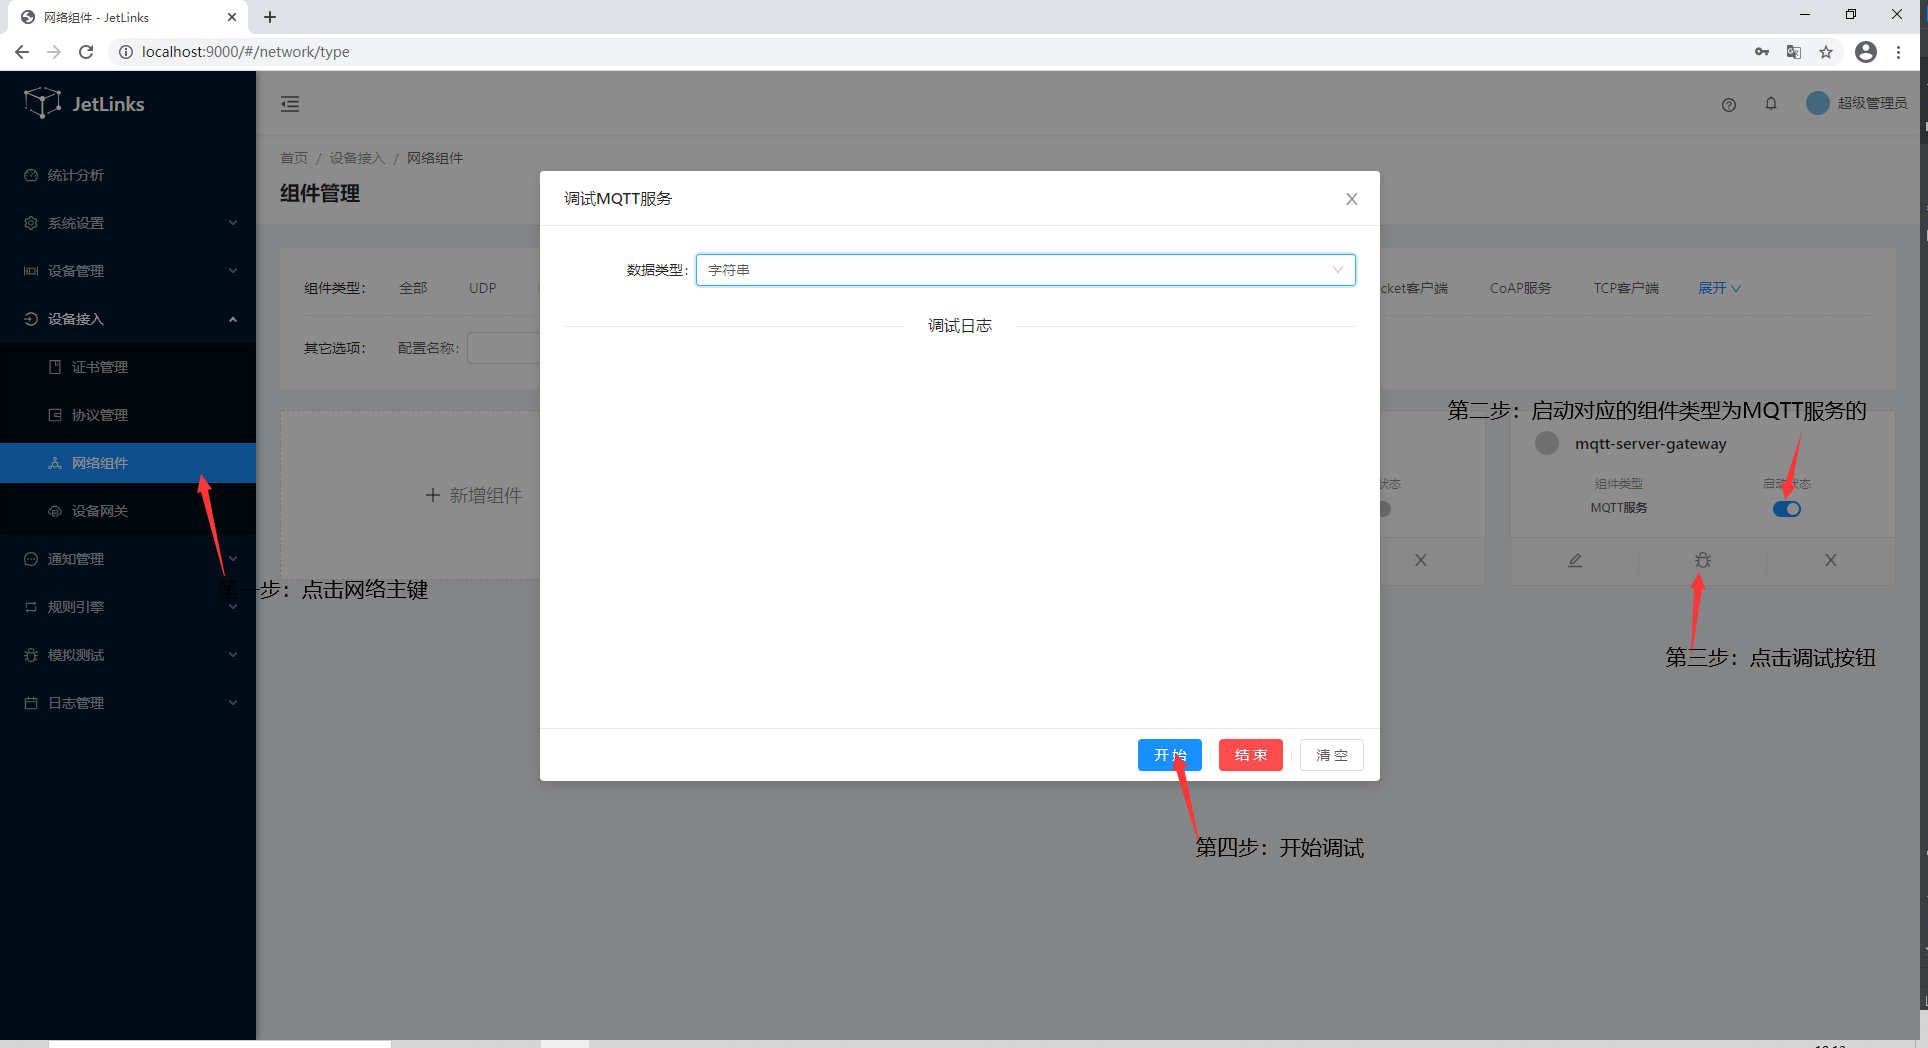 网络组件 - JetLinks
localhost:9000/#/network/type
JetLinks
超级管理员
统计分析
系统设置
设备管理
设备接入
证书管理
协议管理
网络组件
设备网关
通知管理
规则引擎
模拟测试
日志管理
首页 / 设备接入 / 网络组件
组件管理
组件类型: 全部 UDP
cket客户端 CoAP服务 TCP客户端 展开
其它选项: 配置名称:
新增组件
第一步：点击网络主键
调试MQTT服务
数据类型: 字符串
调试日志
开始 结束 清空
第四步：开始调试
第二步：启动对应的组件类型为MQTT服务的
mqtt-server-gateway
状态
组件类型 启动状态
MQTT服务
第三步：点击调试按钮